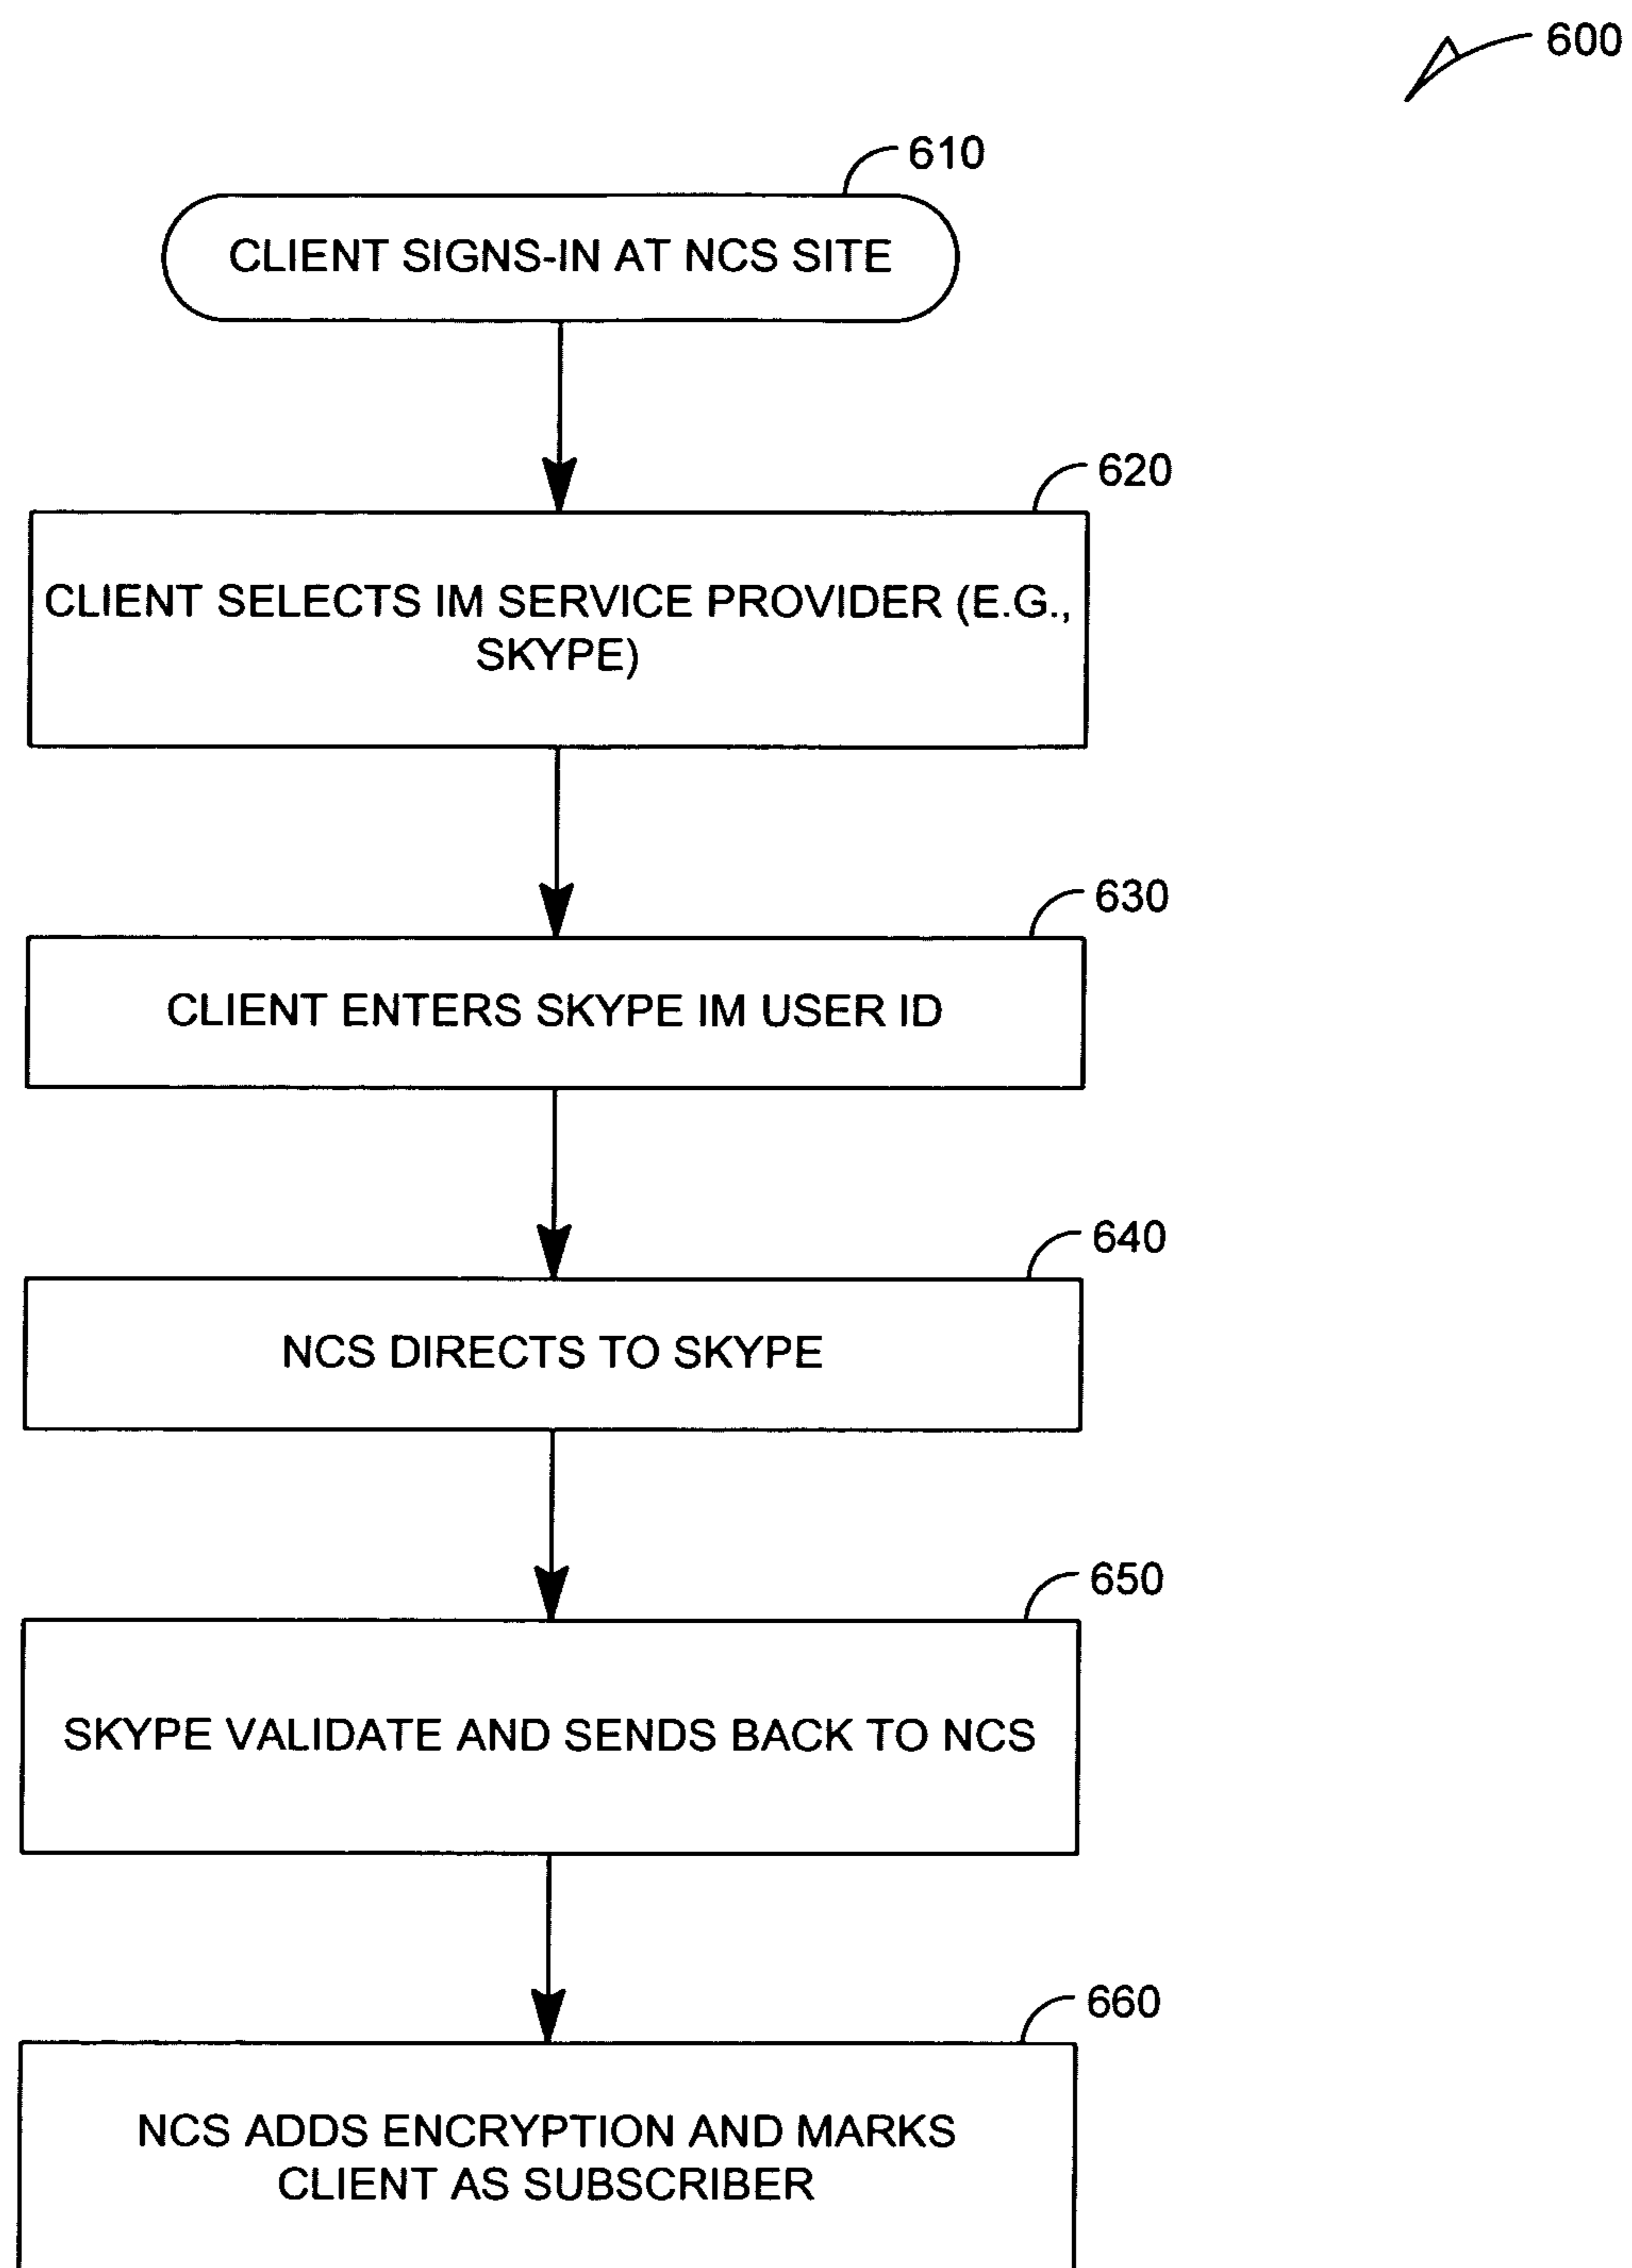 600
610
CLIENT SIGNS-IN AT NCS SITE
620
CLIENT SELECTS IM SERVICE PROVIDER (E.G.,
SKYPE)
630
CLIENT ENTERS SKYPE IM USER ID
640
NCS DIRECTS TO SKYPE
650
SKYPE VALIDATE AND SENDS BACK TO NCS
660
NCS ADDS ENCRYPTION AND MARKS
CLIENT AS SUBSCRIBER